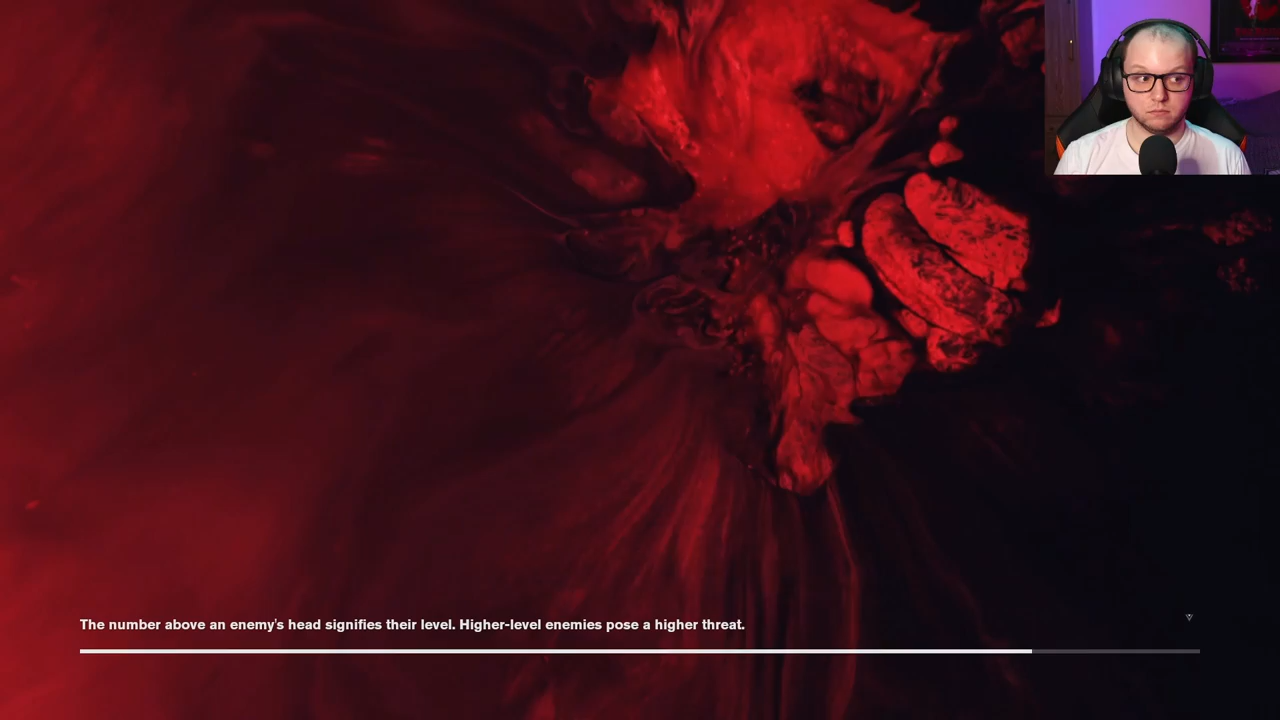 The number above an enemy's head signifies their level. Higher-level enemies pose a higher threat.